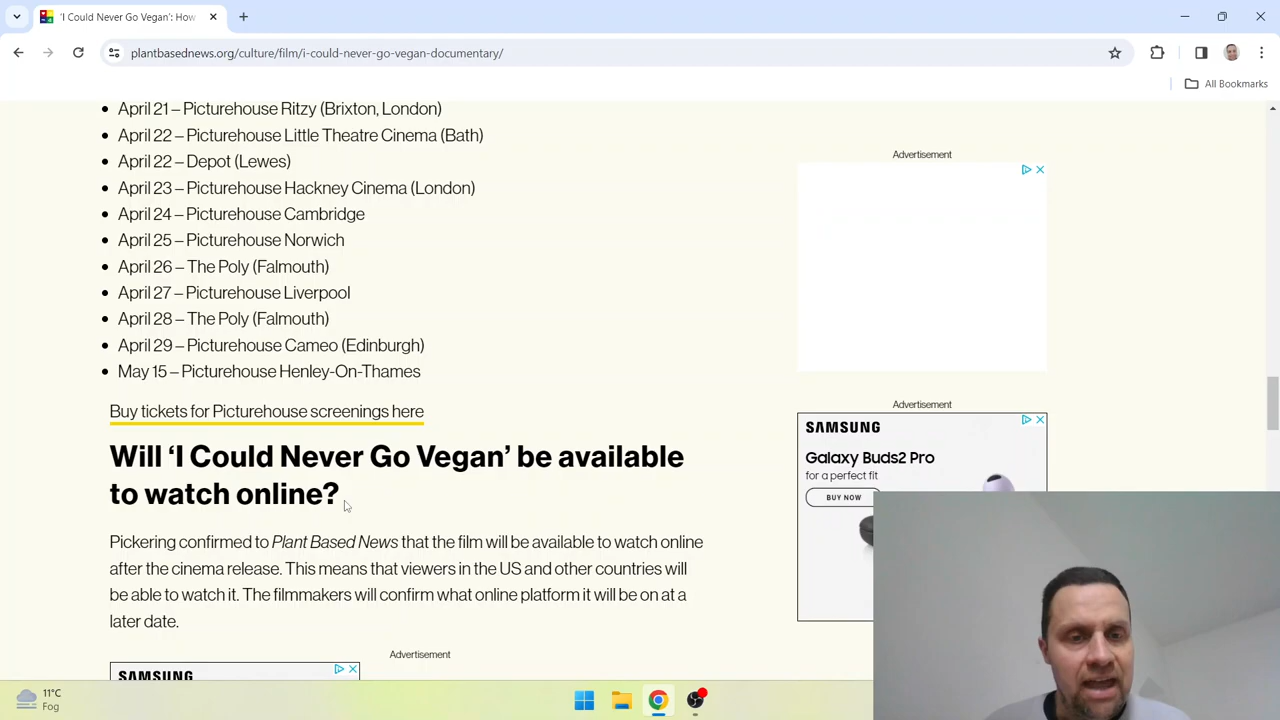 'I Could Never Go Vegan': How
plantbasednews.org/culture/film/i-could-never-go-vegan-documentary/
All Bookmarks
April 21 – Picturehouse Ritzy (Brixton, London)
April 22 – Picturehouse Little Theatre Cinema (Bath)
April 22 – Depot (Lewes)
April 23 – Picturehouse Hackney Cinema (London)
April 24 – Picturehouse Cambridge
April 25 – Picturehouse Norwich
April 26 – The Poly (Falmouth)
April 27 – Picturehouse Liverpool
April 28 – The Poly (Falmouth)
April 29 – Picturehouse Cameo (Edinburgh)
May 15 – Picturehouse Henley-On-Thames
Buy tickets for Picturehouse screenings here
Will ‘I Could Never Go Vegan’ be available
to watch online?
Pickering confirmed to Plant Based News that the film will be available to watch online
after the cinema release. This means that viewers in the US and other countries will
be able to watch it. The filmmakers will confirm what online platform it will be on at a
later date.
Advertisement
SAMSUNG
Advertisement
Advertisement
SAMSUNG
Galaxy Buds2 Pro
for a perfect fit
BUY NOW
11°C
Fog